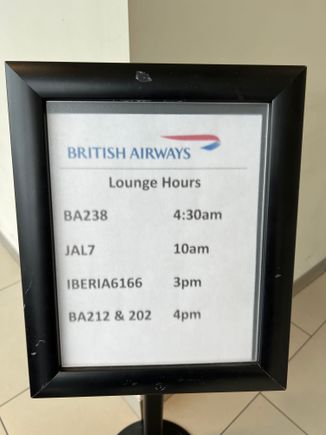 BRITISH AIRWAYS
Lounge Hours
BA238 4:30am
JAL7 10am
IBERIA6166 3pm
BA212 & 202 4pm